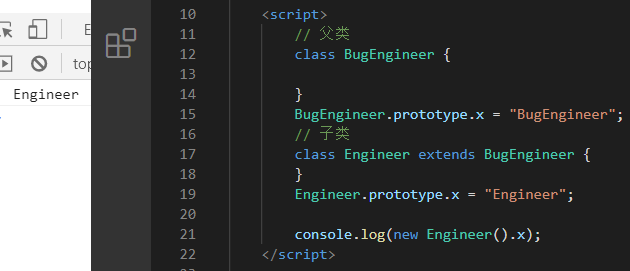 E
top
Engineer
10 <script>
11 // 父类
12 class BugEngineer {
13
14 }
15 BugEngineer.prototype.x = "BugEngineer";
16 // 子类
17 class Engineer extends BugEngineer {
18 }
19 Engineer.prototype.x = "Engineer";
20
21 console.log(new Engineer().x);
22 </script>